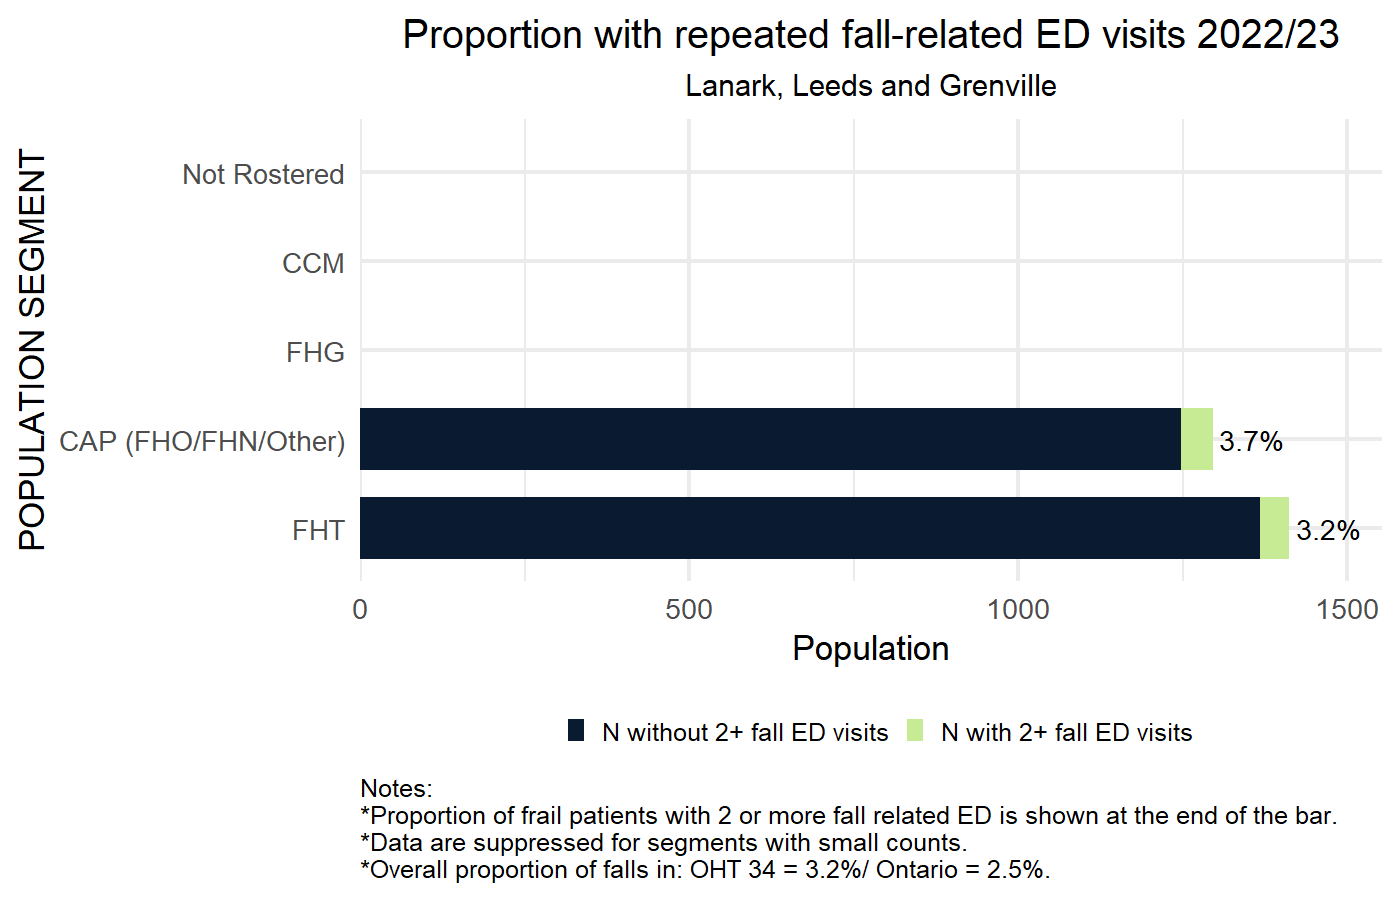 Proportion with repeated fall-related ED visits 2022/23
Lanark, Leeds and Grenville
POPULATION SEGMENT
Not Rostered
CCM
FHG
CAP (FHO/FHN/Other)
3.7%
FHT
3.2%
0
500
1000
1500
Population
N without 2+ fall ED visits
N with 2+ fall ED visits
Notes:
*Proportion of frail patients with 2 or more fall related ED is shown at the end of the bar.
*Data are suppressed for segments with small counts.
*Overall proportion of falls in: OHT 34 = 3.2%/ Ontario = 2.5%.